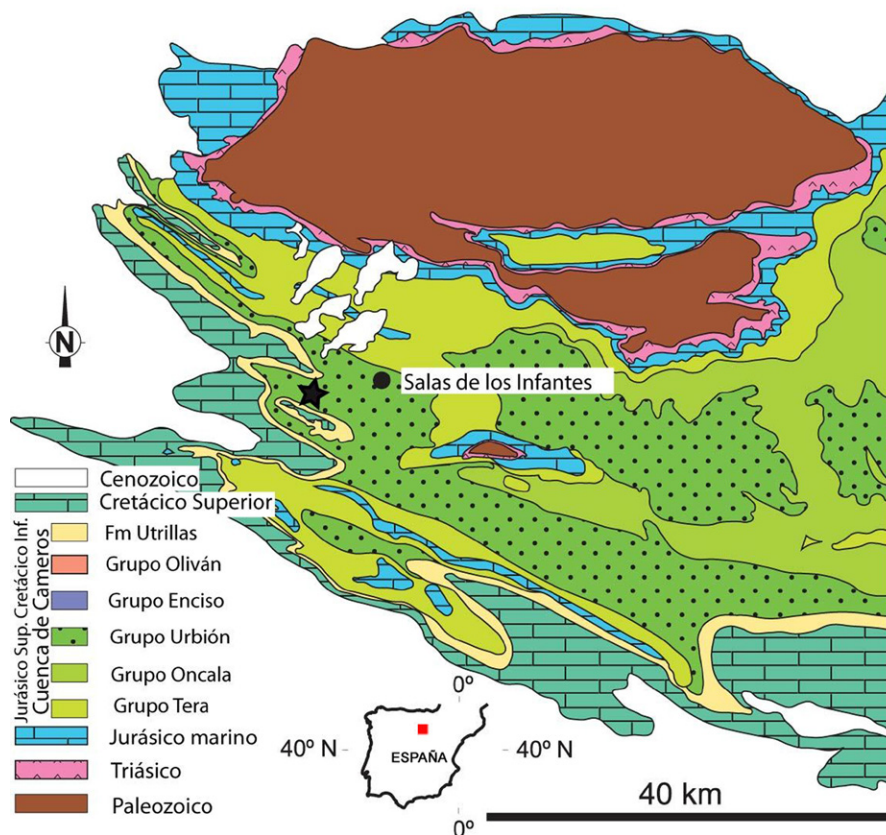 N
Salas de los Infantes
Cenozoico
Cretácico Superior
Jurásico Sup. Cretácico Inf.
Cuenca de Cameros
Fm Utrillas
Grupo Oliván
Grupo Enciso
Grupo Urbión
Grupo Oncala
Grupo Tera
Jurásico marino
Triásico
Paleozoico
0º
40º N
ESPAÑA
40º N
0º
40 km